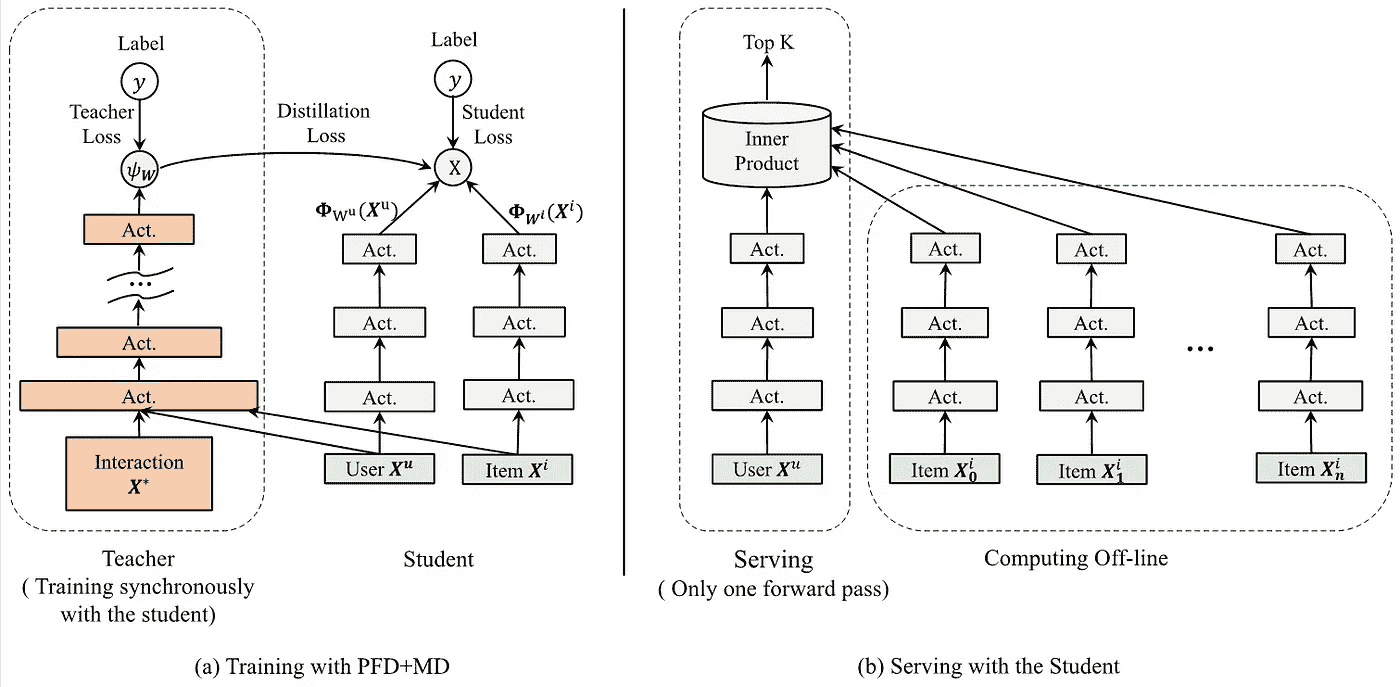 Label
y
Teacher
Loss
ψ_W
Act.
...
Act.
Act.
Interaction
X*
Distillation
Loss
Label
y
Student
Loss
X
Φ_{W^u}(X^u)
Φ_{W^i}(X^i)
Act.
Act.
Act.
Act.
Act.
Act.
User X^u
Item X^i
Teacher
( Training synchronously
with the student)
Student
(a) Training with PFD+MD
Top K
Inner
Product
Act.
Act.
Act.
User X^u
Act.
Act.
Act.
Item X_0^i
Act.
Act.
Act.
Item X_1^i
...
Act.
Act.
Act.
Item X_n^i
Serving
( Only one forward pass)
Computing Off-line
(b) Serving with the Student